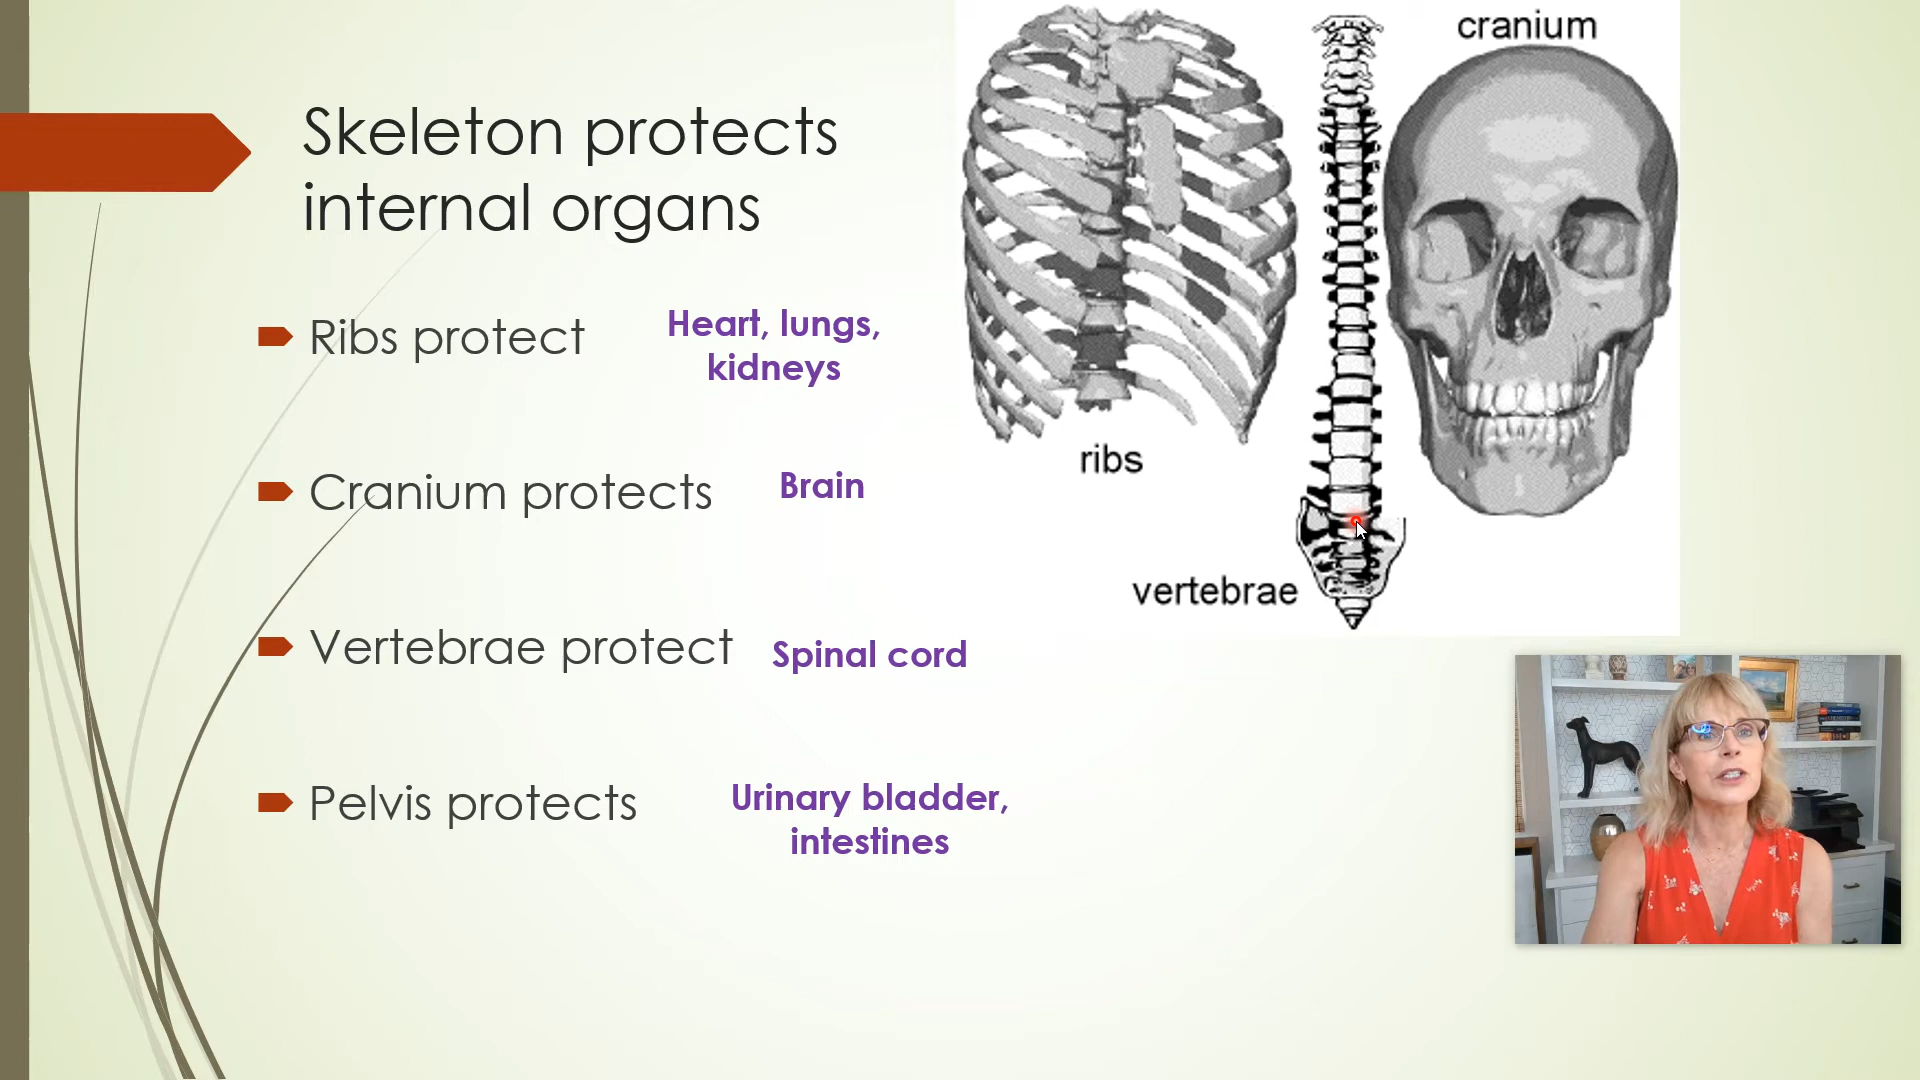 Skeleton protects
internal organs
Ribs protect
Heart, lungs,
kidneys
Cranium protects
Brain
Vertebrae protect
Spinal cord
Pelvis protects
Urinary bladder,
intestines
cranium
ribs
vertebrae